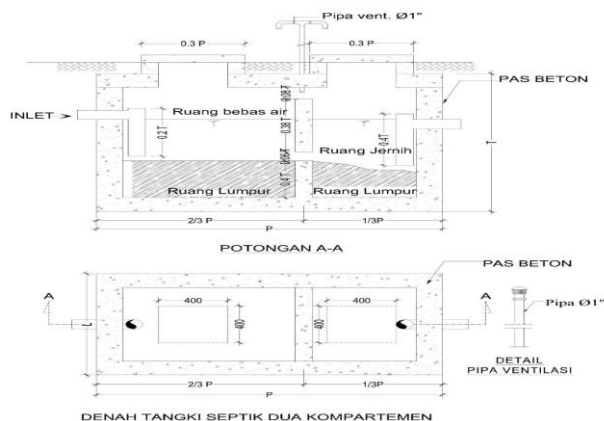 Pipa vent. Ø1"
0.3 P
0.3 P
PAS BETON
INLET
Ruang bebas air
0.2T
0.38 T
0.4T
T
Ruang Jernih
0.4 T
Ruang Lumpur
Ruang Lumpur
2/3 P
1/3P
P
POTONGAN A-A
PAS BETON
A
400
400
A
L
400
400
Pipa Ø1"
DETAIL
PIPA VENTILASI
2/3 P
1/3P
P
DENAH TANGKI SEPTIK DUA KOMPARTEMEN